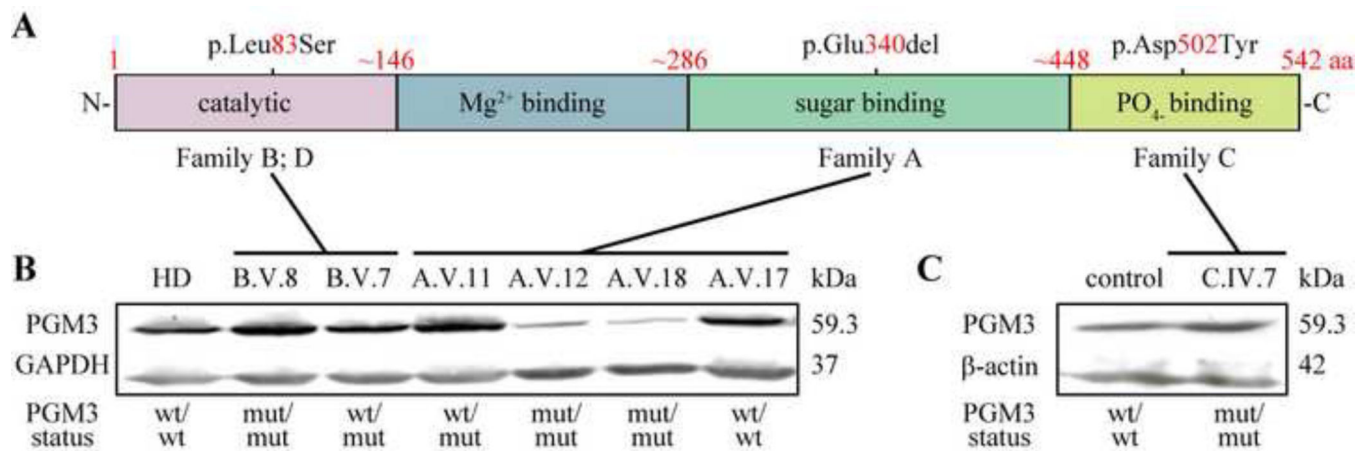 A
p.Leu83Ser p.Glu340del p.Asp502Tyr
1 ~146 ~286 ~448 542 aa
N- catalytic Mg²⁺ binding sugar binding PO₄₋ binding -C
Family B; D Family A Family C
B
HD B.V.8 B.V.7 A.V.11 A.V.12 A.V.18 A.V.17 kDa
PGM3 59.3
GAPDH 37
PGM3 wt/ mut/ wt/ wt/ mut/ mut/ wt/
status wt mut mut mut mut mut wt
C
control C.IV.7 kDa
PGM3 59.3
β-actin 42
PGM3 wt/ mut/
status wt mut